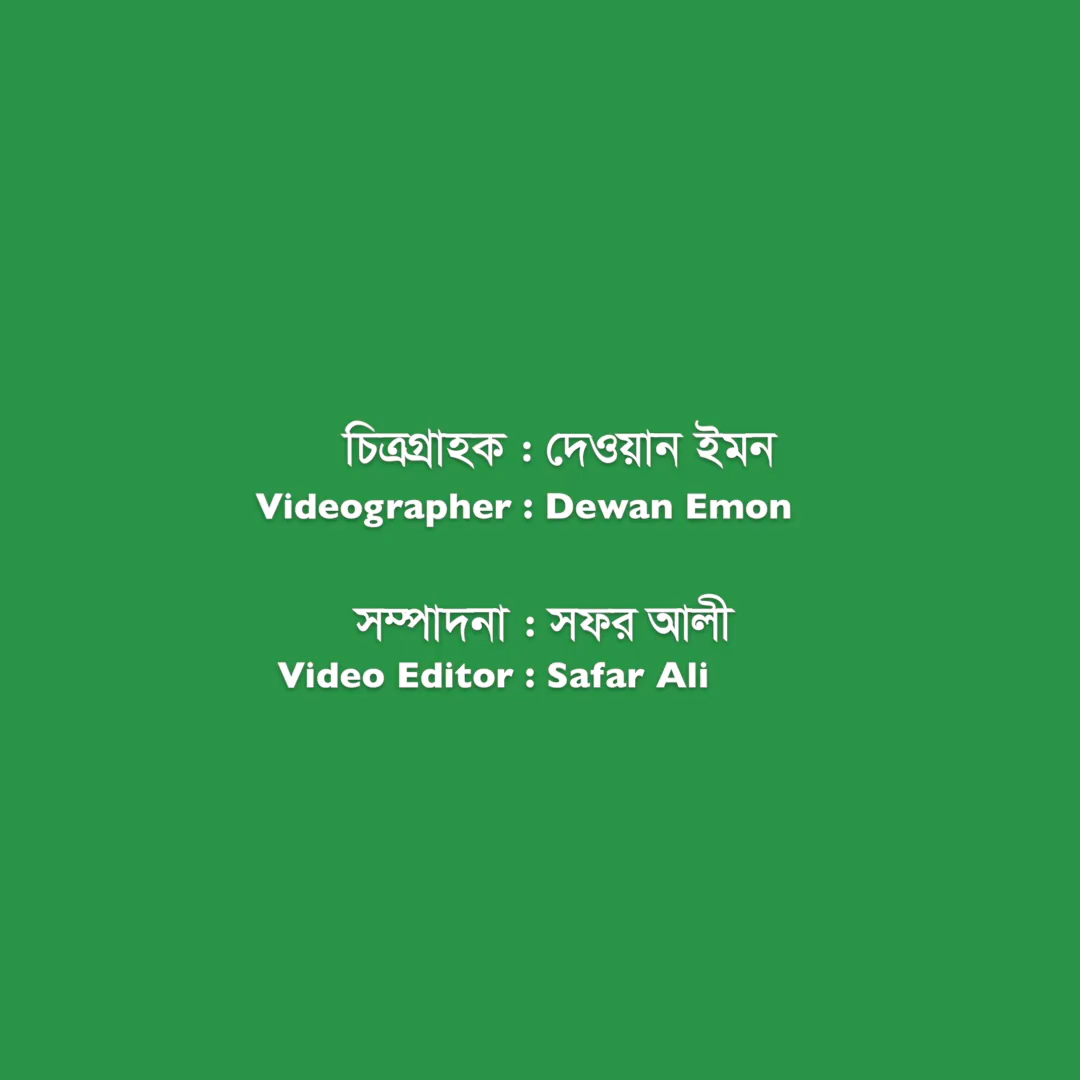 চিত্রগ্রাহক : দেওয়ান ইমন
Videographer : Dewan Emon
সম্পাদনা : সফর আলী
Video Editor : Safar Ali